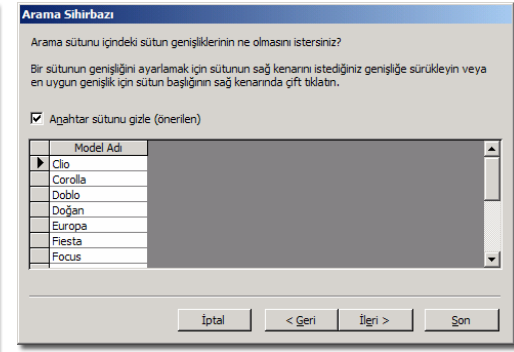 Arama Sihirbazı
Arama sütunu içindeki sütun genişliklerinin ne olmasını istersiniz?
Bir sütunun genişliğini ayarlamak için sütunun sağ kenarını istediğiniz genişliğe sürükleyin veya
en uygun genişlik için sütun başlığının sağ kenarında çift tıklatın.
Anahtar sütunu gizle (önerilen)
Model Adı
Clio
Corolla
Doblo
Doğan
Europa
Fiesta
Focus
İptal
< Geri
İleri >
Son